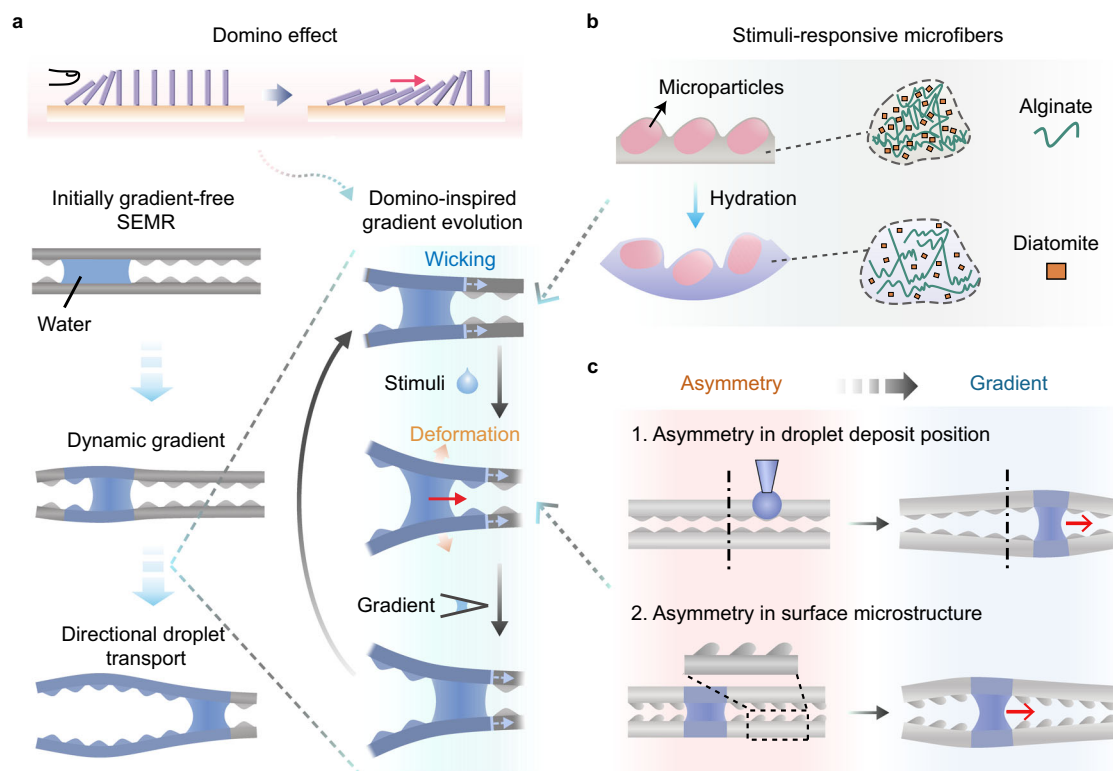 a
Domino effect
Initially gradient-free
SEMR
Water
Dynamic gradient
Directional droplet
transport
Domino-inspired
gradient evolution
Wicking
Stimuli
Deformation
Gradient
b
Stimuli-responsive microfibers
Microparticles
Hydration
Alginate
Diatomite
c
Asymmetry
Gradient
1. Asymmetry in droplet deposit position
2. Asymmetry in surface microstructure